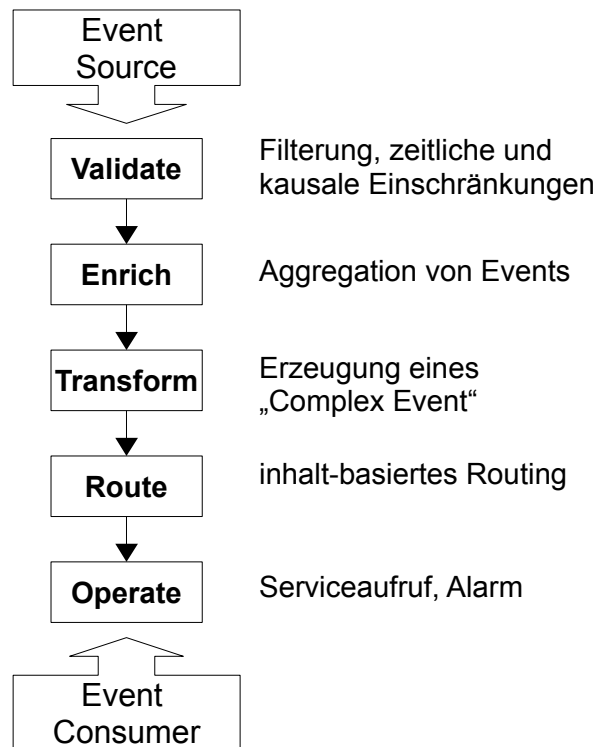 Event
Source
Validate
Filterung, zeitliche und
kausale Einschränkungen
Enrich
Aggregation von Events
Transform
Erzeugung eines
„Complex Event“
Route
inhalt-basiertes Routing
Operate
Serviceaufruf, Alarm
Event
Consumer